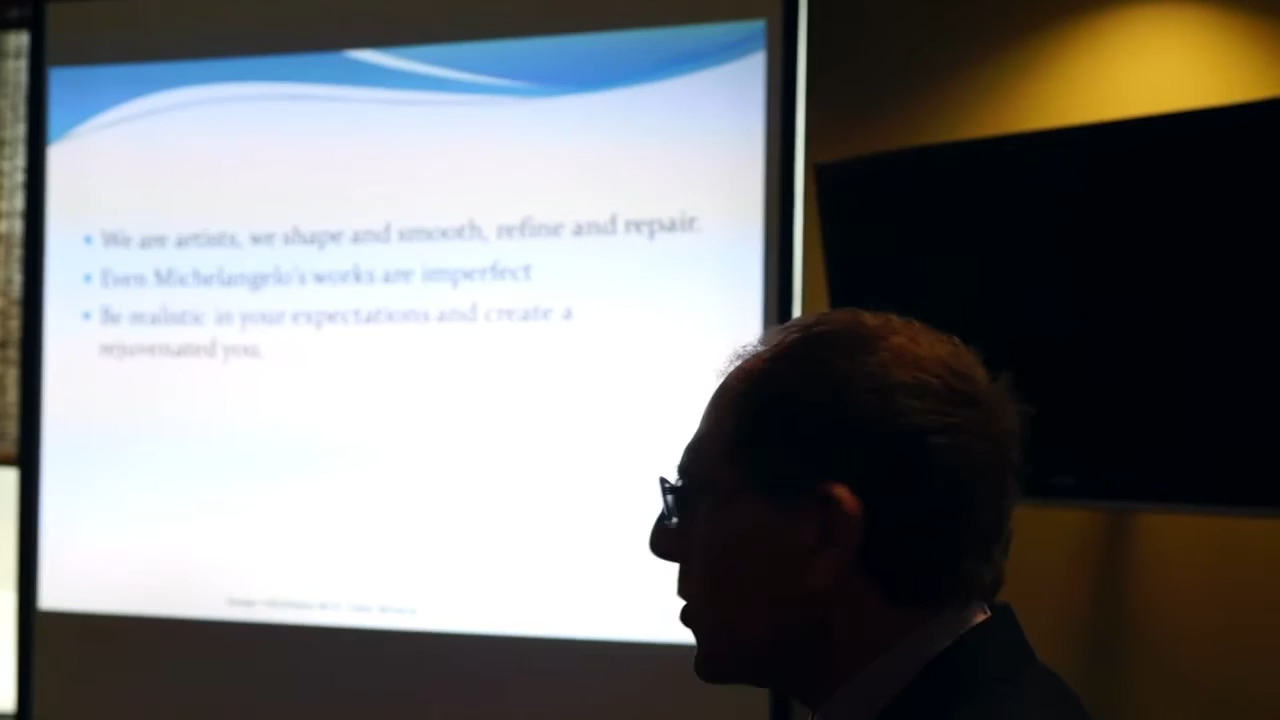 • We are artists, we shape and smooth, refine and repair.
• Even Michelangelo's works are imperfect
• Be realistic in your expectations and create a
rejuvenated you.